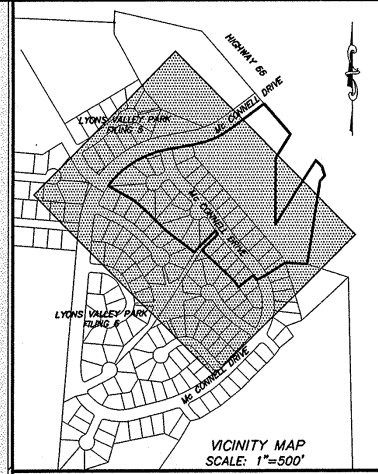 HIGHWAY 66
Mc CONNELL DRIVE
LYONS VALLEY PARK
FILING 5
Mc CONNELL DRIVE
LYONS VALLEY PARK
FILING 6
Mc CONNELL DRIVE
VICINITY MAP
SCALE: 1"=500'